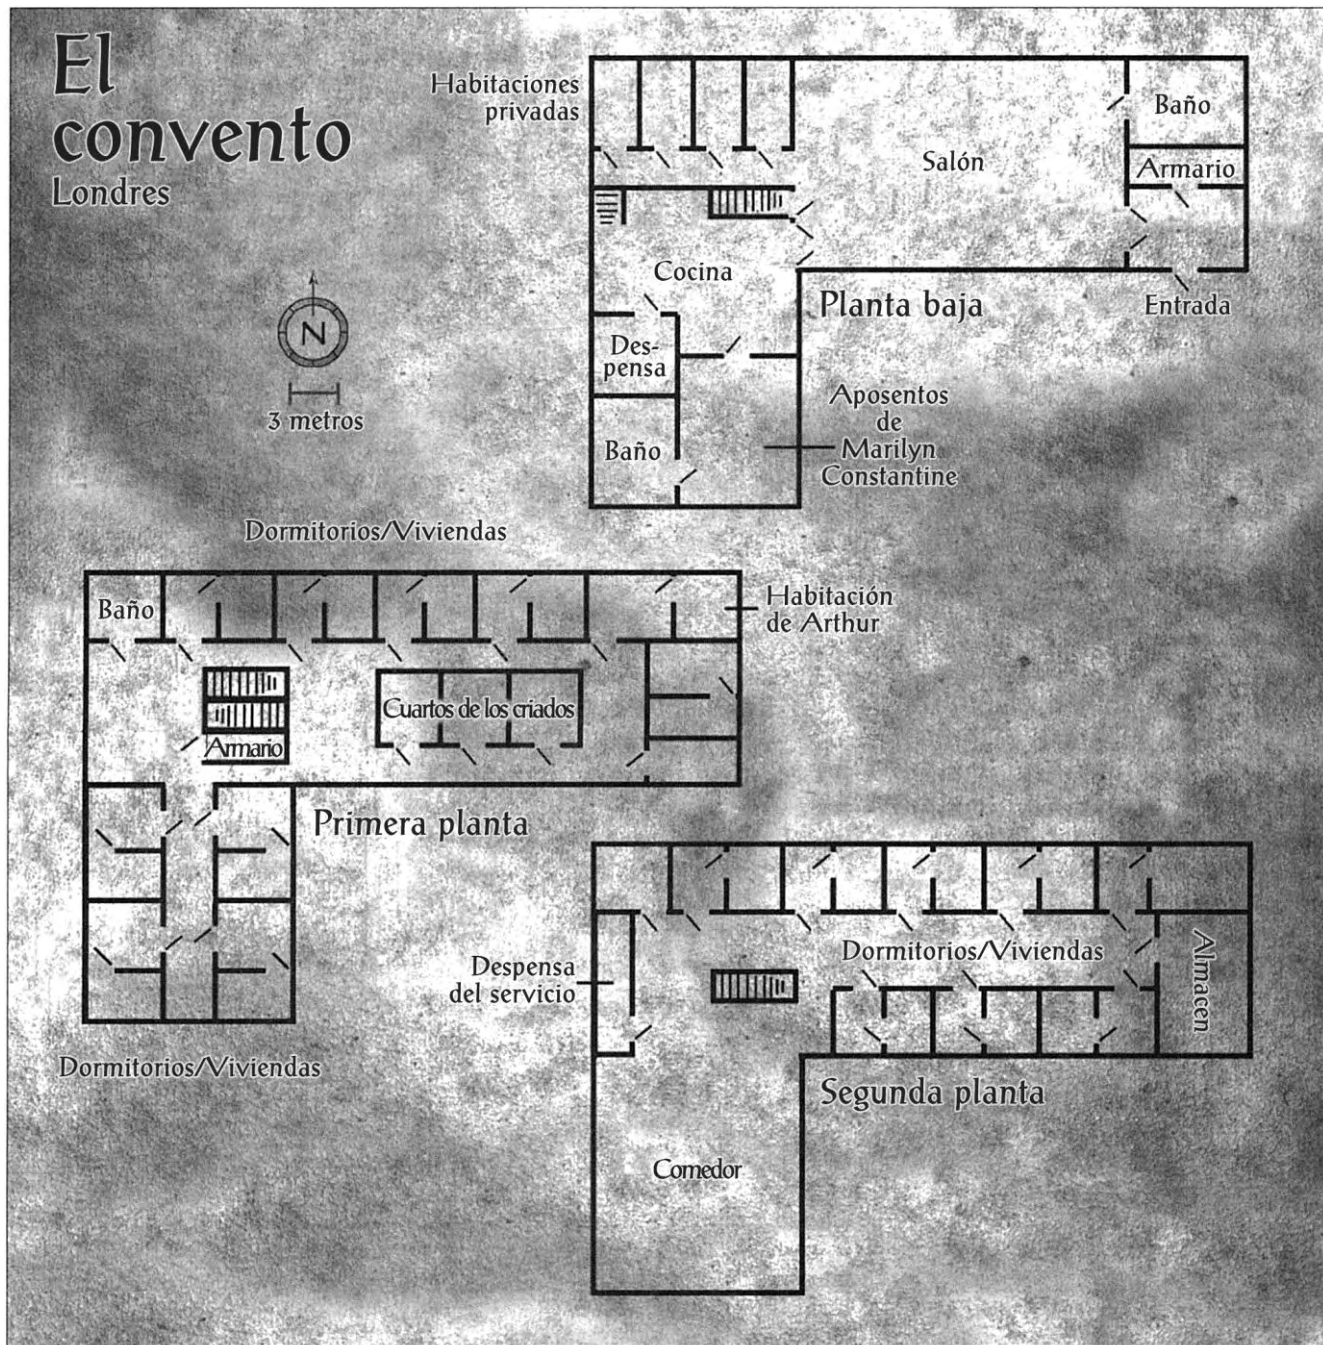 El
convento
Londres
N
3 metros
Habitaciones
privadas
Salón
Baño
Armario
Cocina
Des-
pensa
Baño
Planta baja
Entrada
Aposentos
de
Marilyn
Constantine
Dormitorios/Viviendas
Baño
Habitación
de Arthur
Cuartos de los criados
Armario
Primera planta
Dormitorios/Viviendas
Dormitorios/Viviendas
Despensa
del servicio
Almacén
Segunda planta
Comedor